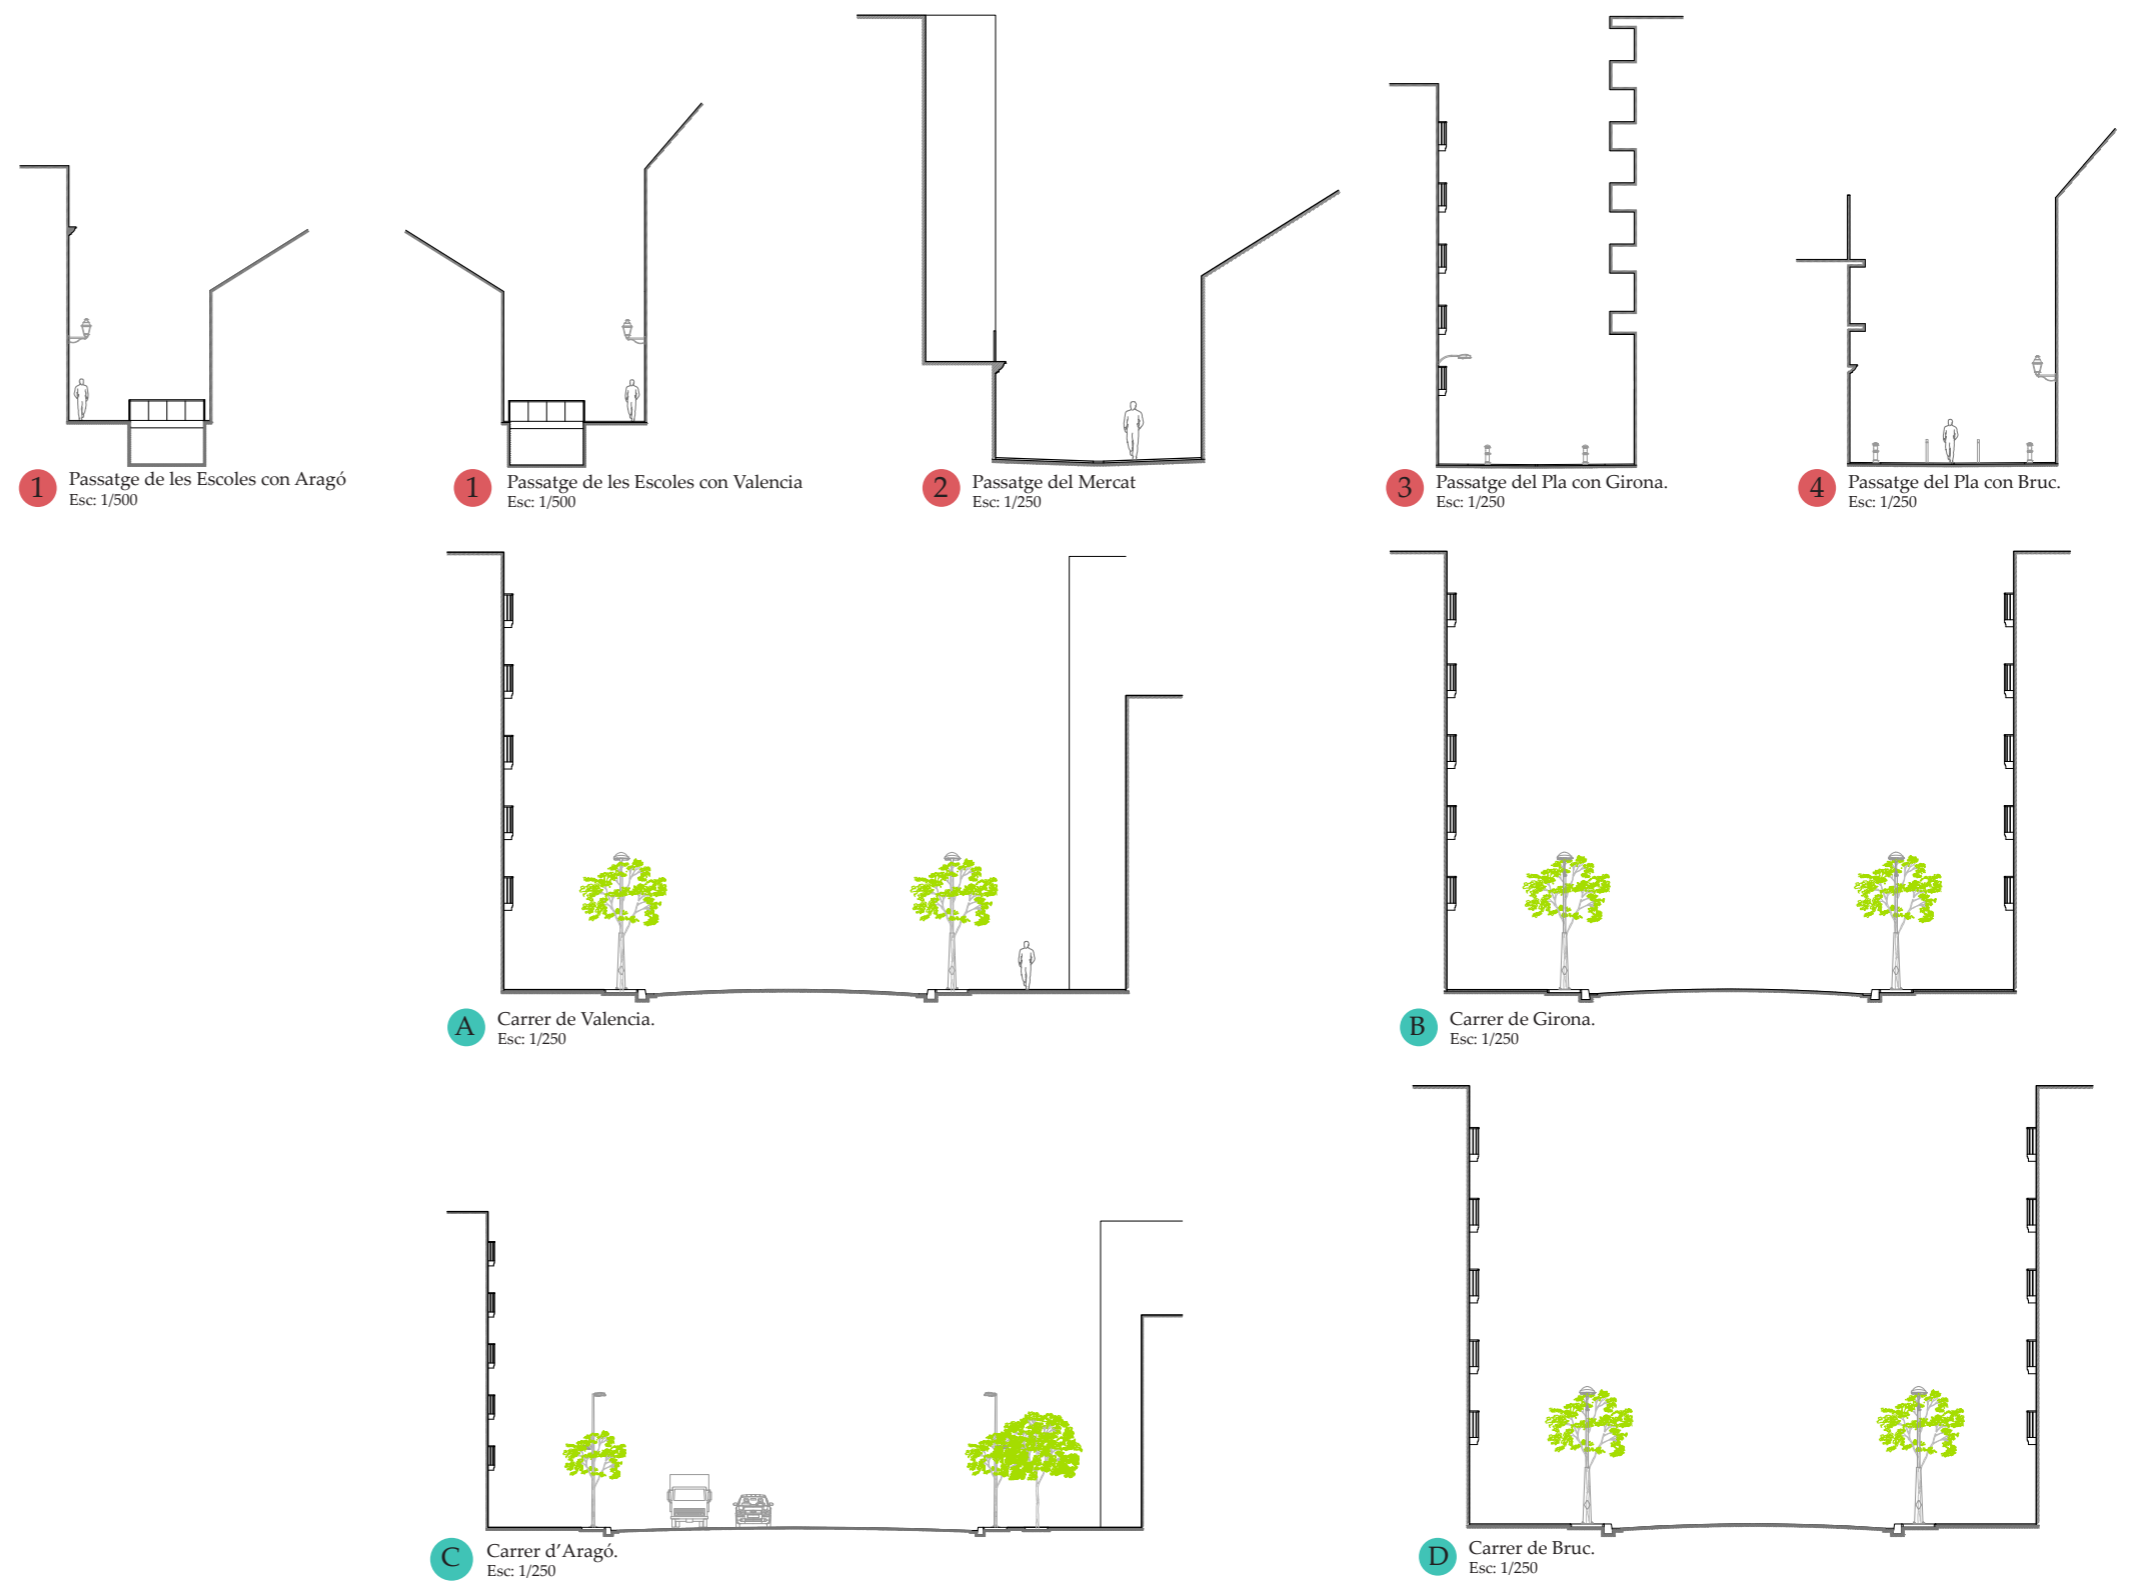 1
Passatge de les Escoles con Aragó
Esc: 1/500
1
Passatge de les Escoles con Valencia
Esc: 1/500
2
Passatge del Mercat
Esc: 1/250
3
Passatge del Pla con Girona.
Esc: 1/250
4
Passatge del Pla con Bruc.
Esc: 1/250
A
Carrer de Valencia.
Esc: 1/250
B
Carrer de Girona.
Esc: 1/250
C
Carrer d’Aragó.
Esc: 1/250
D
Carrer de Bruc.
Esc: 1/250